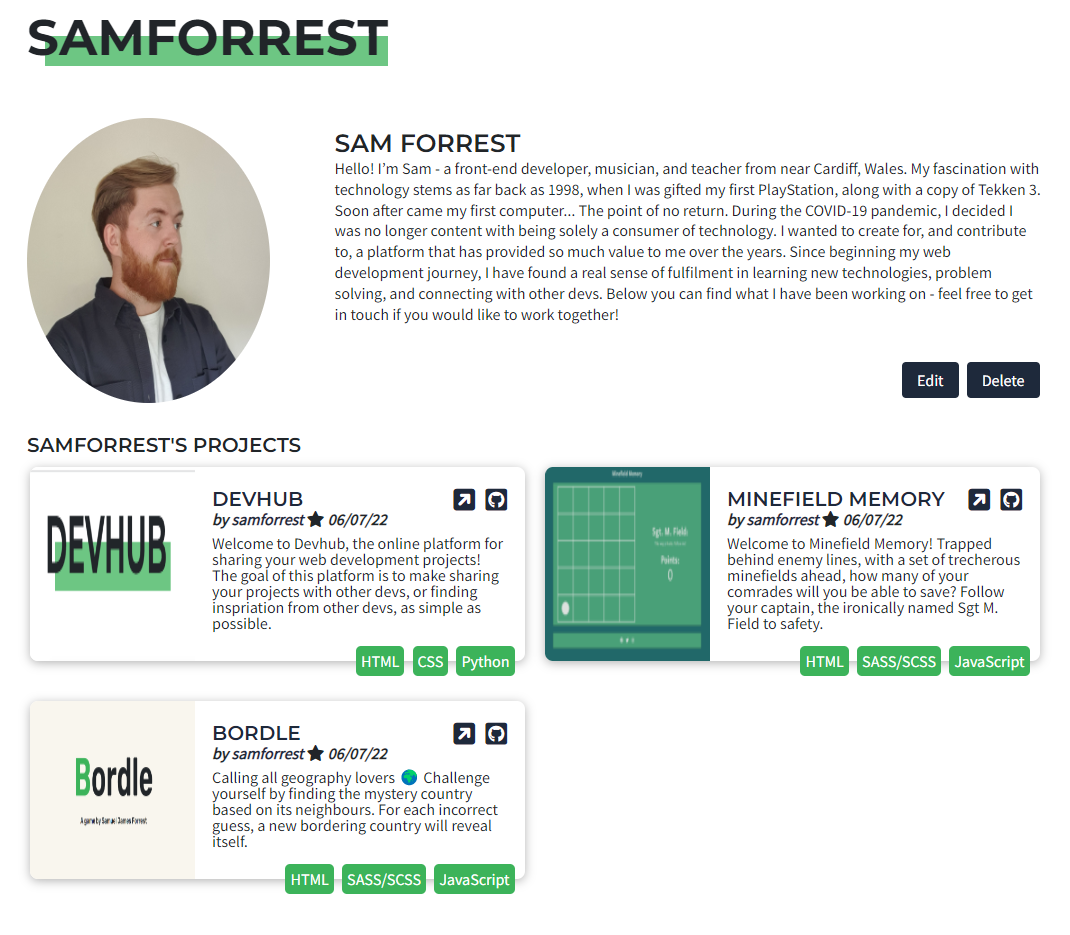 SAMFORREST
SAM FORREST
Hello! I'm Sam - a front-end developer, musician, and teacher from near Cardiff, Wales. My fascination with
technology stems as far back as 1998, when I was gifted my first PlayStation, along with a copy of Tekken 3.
Soon after came my first computer... The point of no return. During the COVID-19 pandemic, I decided I
was no longer content with being solely a consumer of technology. I wanted to create for, and contribute
to, a platform that has provided so much value to me over the years. Since beginning my web
development journey, I have found a real sense of fulfilment in learning new technologies, problem
solving, and connecting with other devs. Below you can find what I have been working on - feel free to get
in touch if you would like to work together!
Edit Delete
SAMFORREST'S PROJECTS
DEVHUB
DEVHUB
by samforrest ★ 06/07/22
Welcome to Devhub, the online platform for
sharing your web development projects!
The goal of this platform is to make sharing
your projects with other devs, or finding
inspriation from other devs, as simple as
possible.
HTML CSS Python
Minefield Memory
Sgt. M. Field:
Points:
0
MINEFIELD MEMORY
by samforrest ★ 06/07/22
Welcome to Minefield Memory! Trapped
behind enemy lines, with a set of trecherous
minefields ahead, how many of your
comrades will you be able to save? Follow
your captain, the ironically named Sgt M.
Field to safety.
HTML SASS/SCSS JavaScript
Bordle
A game by Samuel James Forrest
BORDLE
by samforrest ★ 06/07/22
Calling all geography lovers 🌍 Challenge
yourself by finding the mystery country
based on its neighbours. For each incorrect
guess, a new bordering country will reveal
itself.
HTML SASS/SCSS JavaScript